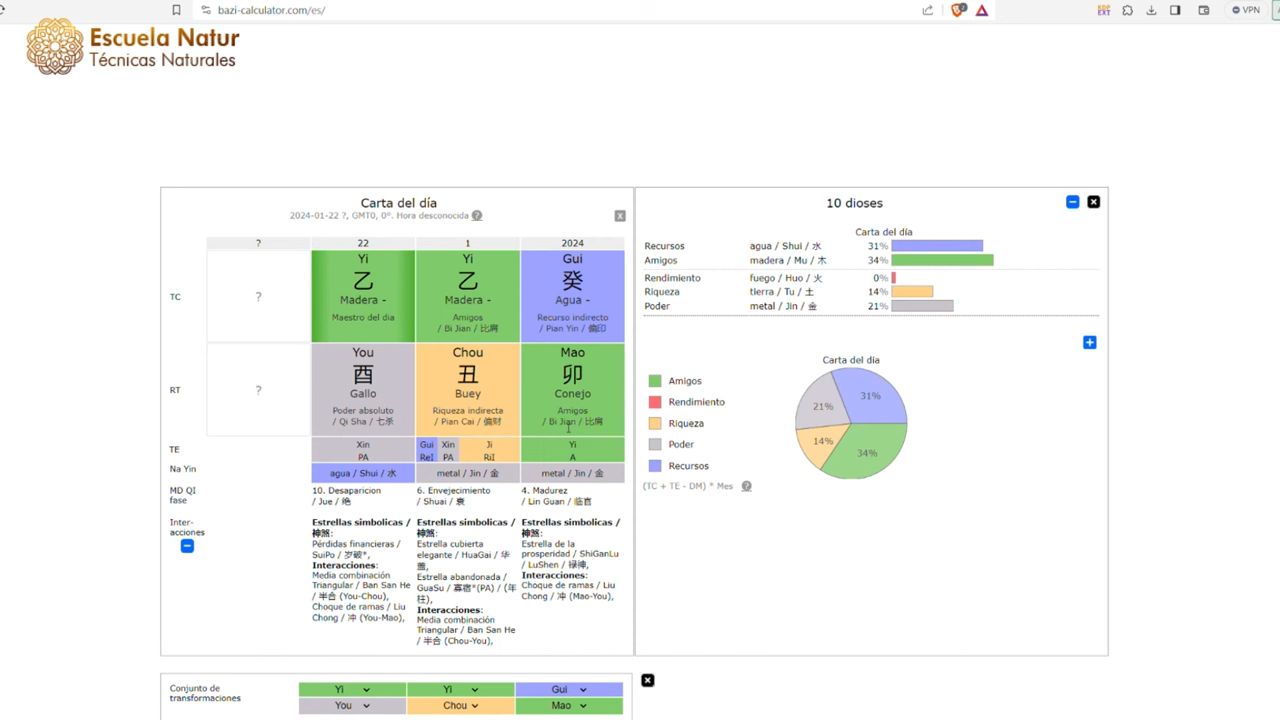 bazi-calculator.com/es/
VPN
Escuela Natur
Técnicas Naturales
Carta del día
2024-01-22 ?, GMT0, 0°. Hora desconocida ?
x
? 22 1 2024
TC
?
Yi
乙
Madera -
Maestro del dia
Yi
乙
Madera -
Amigos
/ Bi Jian / 比肩
Gui
癸
Agua -
Recurso indirecto
/ Pian Yin / 偏印
RT
?
You
酉
Gallo
Poder absoluto
/ Qi Sha / 七杀
Chou
丑
Buey
Riqueza indirecta
/ Pian Cai / 偏财
Mao
卯
Conejo
Amigos
/ Bi Jian / 比肩
TE
Xin
PA
Gui
ReI
Xin
PA
Ji
RiI
Yi
A
Na Yin
agua / Shui / 水
metal / Jin / 金
metal / Jin / 金
MD QI
fase
10. Desaparicion
/ Jue / 绝
6. Envejecimiento
/ Shuai / 衰
4. Madurez
/ Lin Guan / 临官
Inter-
acciones
Estrellas simbolicas /
神煞:
Pérdidas financieras /
SuiPo / 岁破*,
Interacciones:
Media combinación
Triangular / Ban San He
/ 半合 (You-Chou),
Choque de ramas / Liu
Chong / 冲 (You-Mao),
Estrellas simbolicas /
神煞:
Estrella cubierta
elegante / HuaGai / 华
盖,
Estrella abandonada /
GuaSu / 寡宿*(PA) / (年
柱),
Interacciones:
Media combinación
Triangular / Ban San He
/ 半合 (Chou-You),
Estrellas simbolicas /
神煞:
Estrella de la
prosperidad / ShiGanLu
/ LuShen / 禄神,
Interacciones:
Choque de ramas / Liu
Chong / 冲 (Mao-You),
10 dioses
Carta del día
Recursos agua / Shui / 水 31%
Amigos madera / Mu / 木 34%
Rendimiento fuego / Huo / 火 0%
Riqueza tierra / Tu / 土 14%
Poder metal / Jin / 金 21%
Carta del día
Amigos
Rendimiento
Riqueza
Poder
Recursos
31%
21%
14%
34%
(TC + TE - DM) * Mes ?
Conjunto de
transformaciones
Yi Yi Gui
You Chou Mao